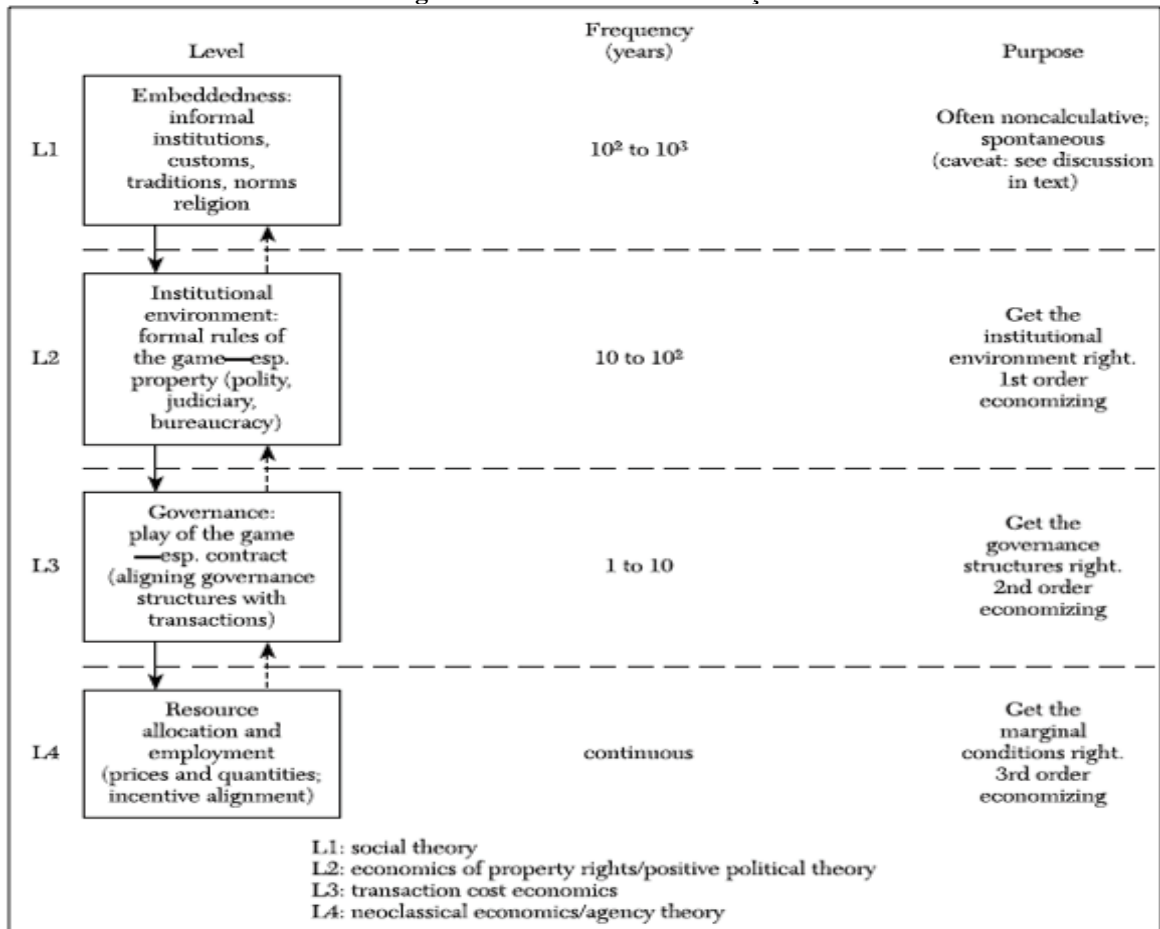 Level
Frequency
(years)
Purpose
L1
Embeddedness:
informal
institutions,
customs,
traditions, norms
religion
10² to 10³
Often noncalculative;
spontaneous
(caveat: see discussion
in text)
L2
Institutional
environment:
formal rules of
the game—esp.
property (polity,
judiciary,
bureaucracy)
10 to 10²
Get the
institutional
environment right.
1st order
economizing
L3
Governance:
play of the game
—esp. contract
(aligning governance
structures with
transactions)
1 to 10
Get the
governance
structures right.
2nd order
economizing
L4
Resource
allocation and
employment
(prices and quantities;
incentive alignment)
continuous
Get the
marginal
conditions right.
3rd order
economizing
L1: social theory
L2: economics of property rights/positive political theory
L3: transaction cost economics
L4: neoclassical economics/agency theory